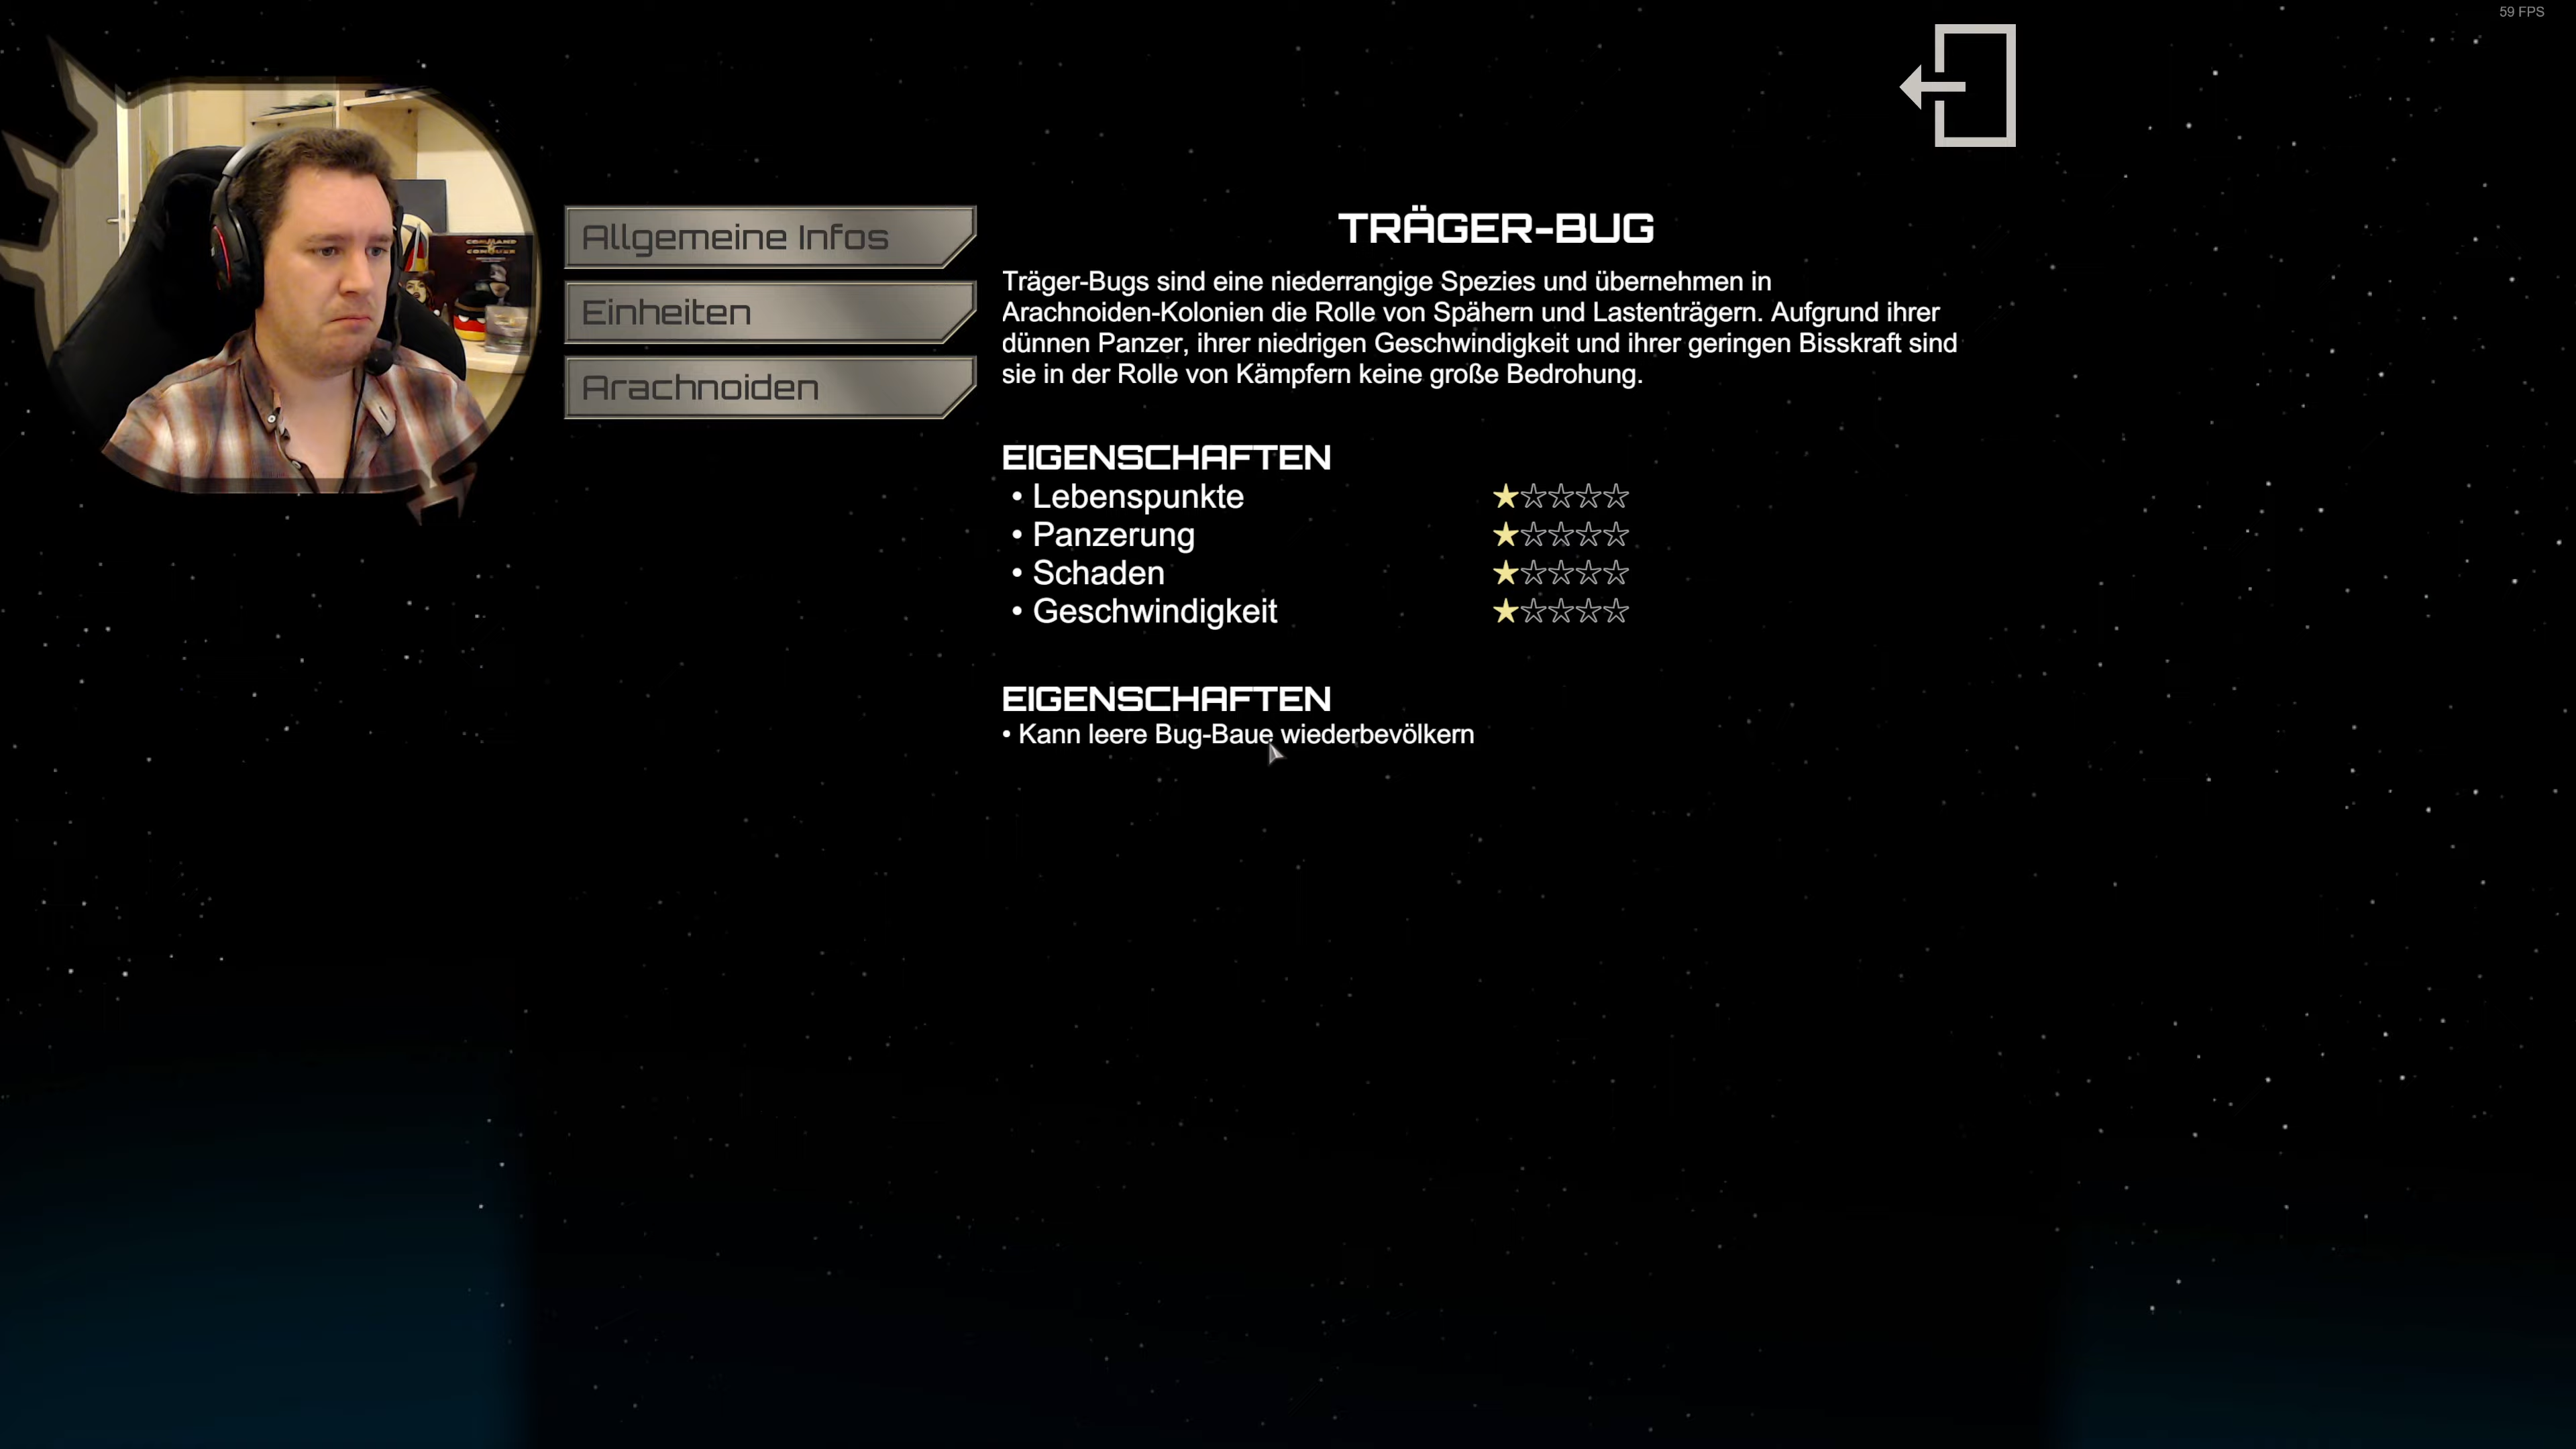 59 FPS
COMMAND
CONQUER
Allgemeine Infos
Einheiten
Arachnoiden
TRÄGER-BUG
Träger-Bugs sind eine niederrangige Spezies und übernehmen in
Arachnoiden-Kolonien die Rolle von Spähern und Lastenträgern. Aufgrund ihrer
dünnen Panzer, ihrer niedrigen Geschwindigkeit und ihrer geringen Bisskraft sind
sie in der Rolle von Kämpfern keine große Bedrohung.
EIGENSCHAFTEN
• Lebenspunkte
• Panzerung
• Schaden
• Geschwindigkeit
EIGENSCHAFTEN
• Kann leere Bug-Baue wiederbevölkern